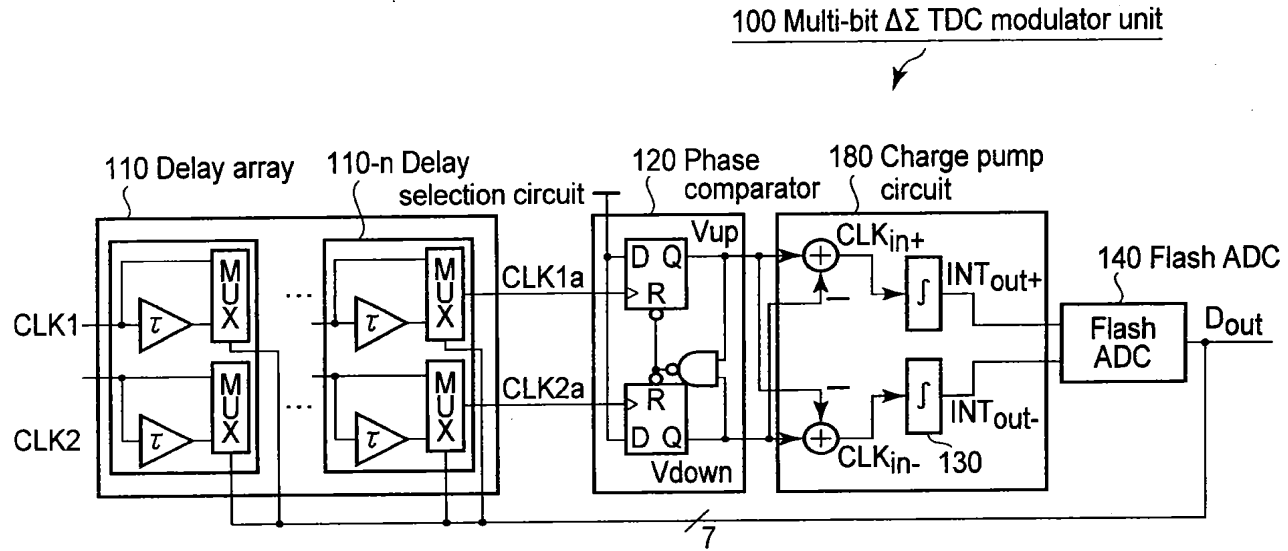 100 Multi-bit ΔΣ TDC modulator unit
110 Delay array
110-n Delay selection circuit
120 Phase comparator
180 Charge pump circuit
140 Flash ADC
CLK1
CLK2
τ
MUX
τ
MUX
...
τ
MUX
τ
MUX
...
CLK1a
CLK2a
D Q
R
Vup
R
D Q
Vdown
+
−
CLKin+
∫
INTout+
−
+
CLKin-
∫
INTout-
130
Flash
ADC
Dout
7